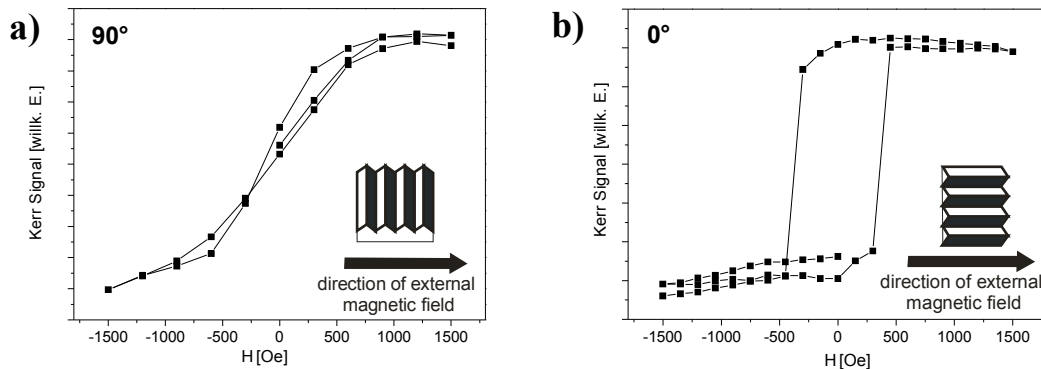 a)
90°
Kerr Signal [willk. E.]
direction of external
magnetic field
-1500 -1000 -500 0 500 1000 1500
H [Oe]
b)
0°
Kerr Signal [willk. E.]
direction of external
magnetic field
-1500 -1000 -500 0 500 1000 1500
H [Oe]